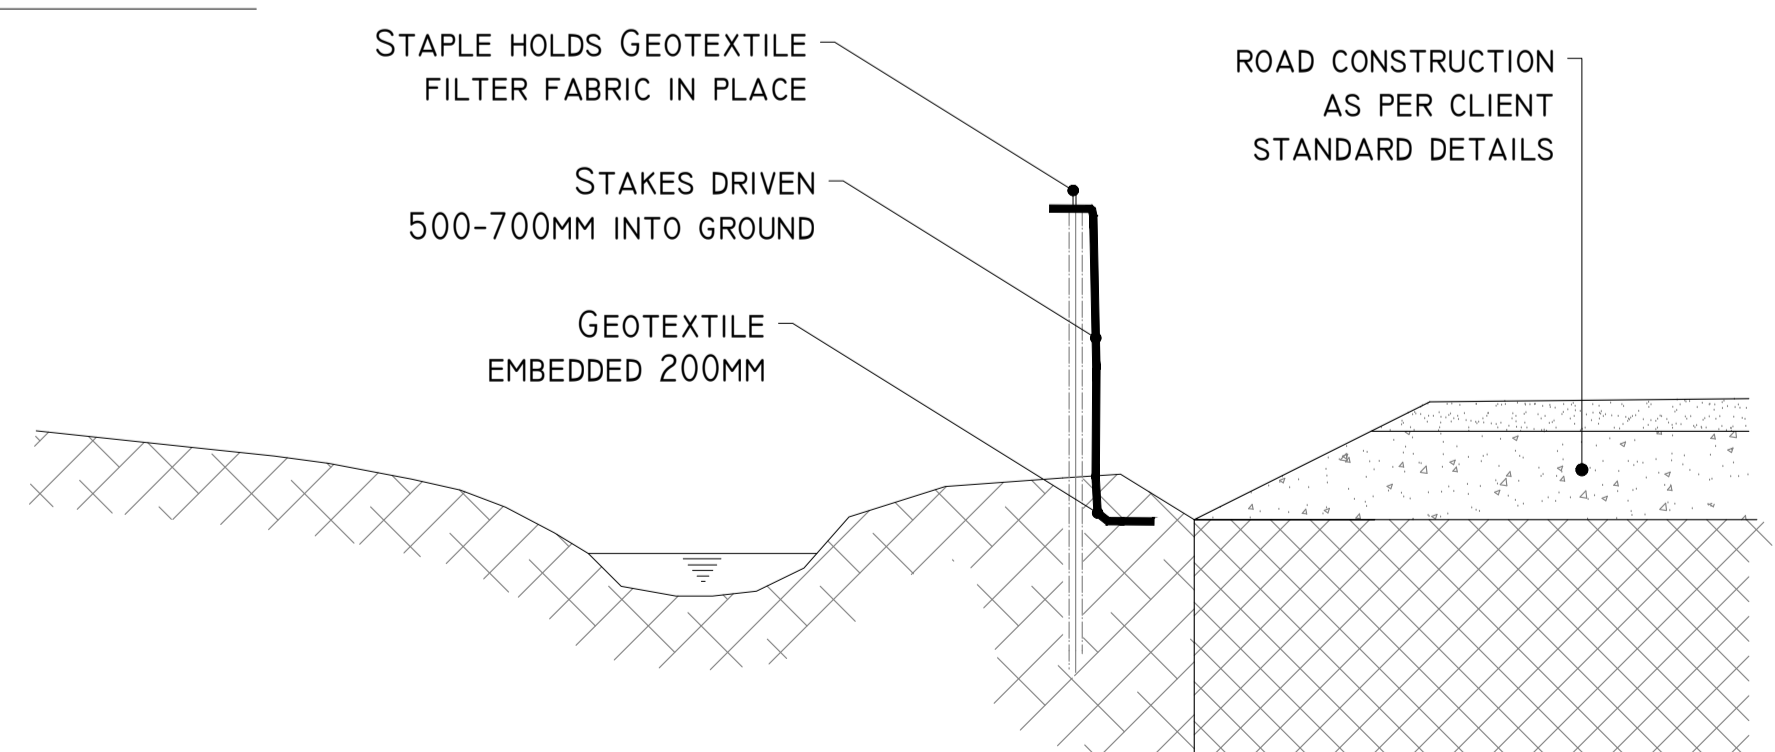 STAPLE HOLDS GEOTEXTILE
FILTER FABRIC IN PLACE
STAKES DRIVEN
500-700MM INTO GROUND
GEOTEXTILE
EMBEDDED 200MM
ROAD CONSTRUCTION
AS PER CLIENT
STANDARD DETAILS